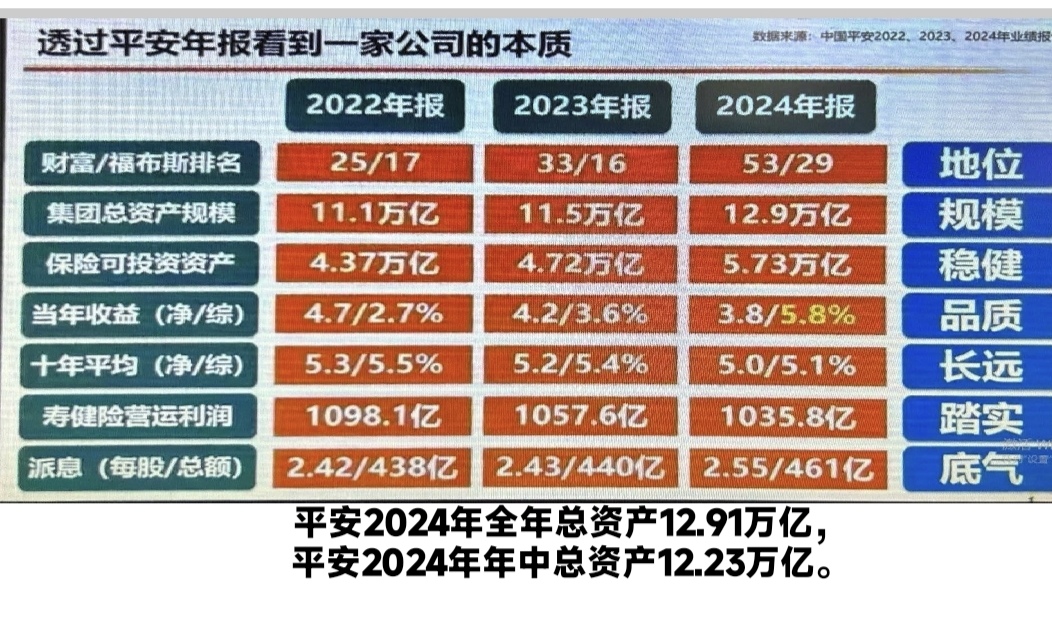 透过平安年报看到一家公司的本质
数据来源：中国平安2022、2023、2024年业绩报
2022年报 2023年报 2024年报
财富/福布斯排名 25/17 33/16 53/29 地位
集团总资产规模 11.1万亿 11.5万亿 12.9万亿 规模
保险可投资资产 4.37万亿 4.72万亿 5.73万亿 稳健
当年收益（净/综） 4.7/2.7% 4.2/3.6% 3.8/5.8% 品质
十年平均（净/综） 5.3/5.5% 5.2/5.4% 5.0/5.1% 长远
寿健险营运利润 1098.1亿 1057.6亿 1035.8亿 踏实
派息（每股/总额） 2.42/438亿 2.43/440亿 2.55/461亿 底气
平安2024年全年总资产12.91万亿，
平安2024年年中总资产12.23万亿。